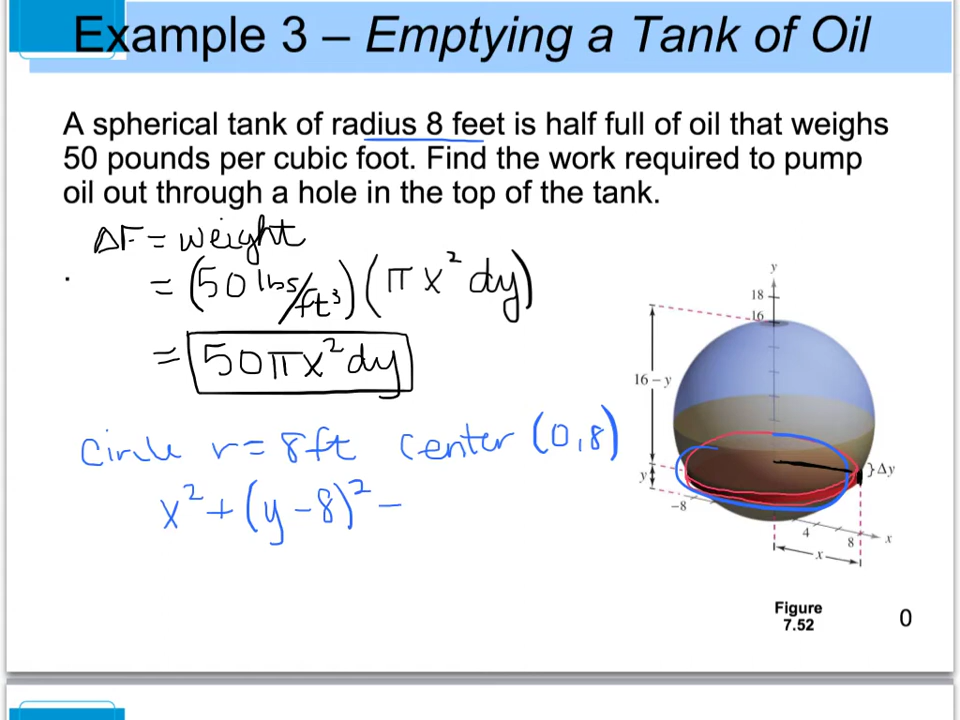 Example 3 – Emptying a Tank of Oil
A spherical tank of radius 8 feet is half full of oil that weighs
50 pounds per cubic foot. Find the work required to pump
oil out through a hole in the top of the tank.
ΔF = weight
= (50 lbs/ft³)(πx² dy)
= 50πx² dy
circle r = 8ft center (0,8)
x² + (y - 8)² -
y
18
16
16 – y
y
}Δy
−8
4
8
x
x
Figure
7.52
0